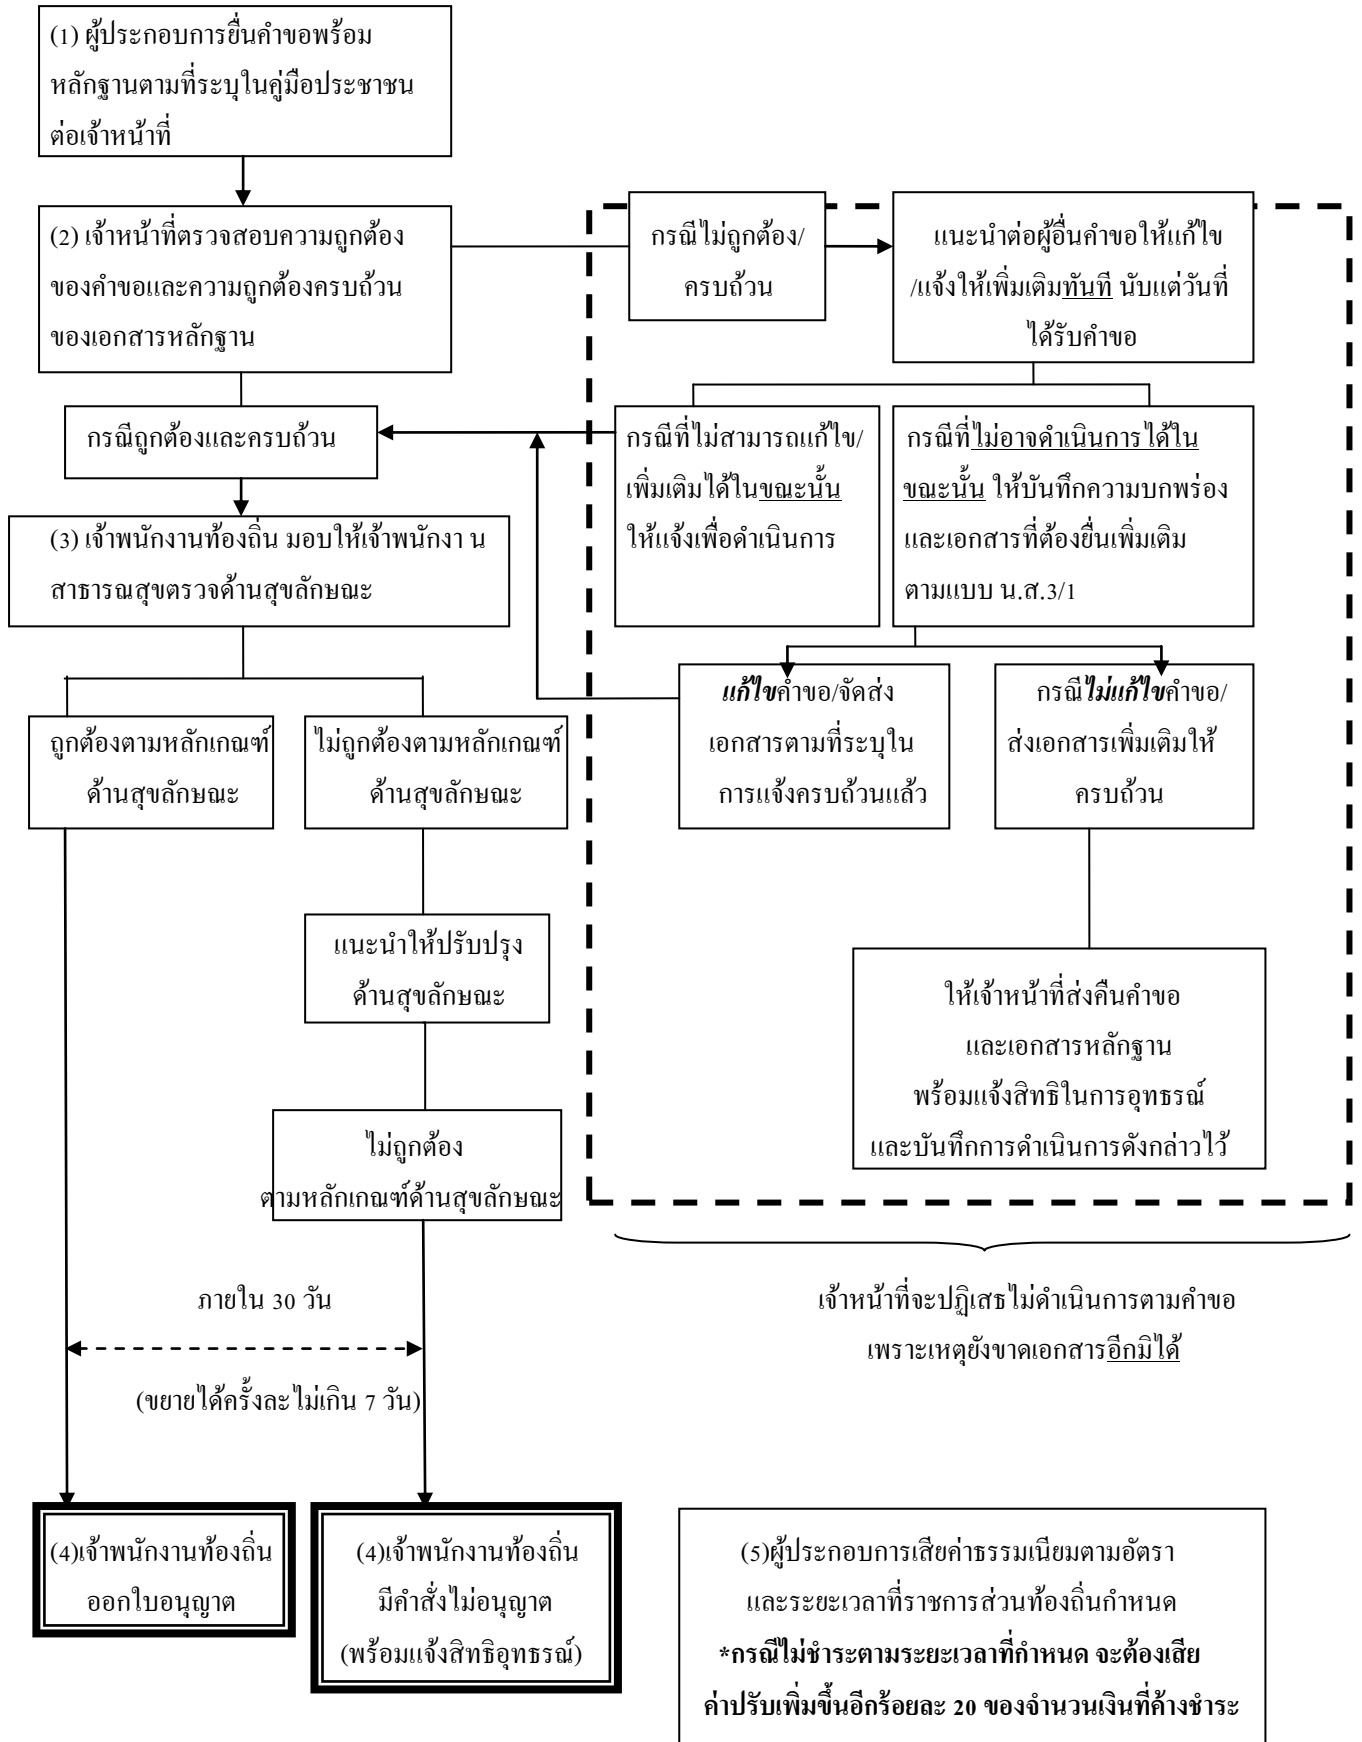 (1) ผู้ประกอบการยื่นคำขอพร้อม
หลักฐานตามที่ระบุในคู่มือประชาชน
ต่อเจ้าหน้าที่
(2) เจ้าหน้าที่ตรวจสอบความถูกต้อง
ของคำขอและความถูกต้องครบถ้วน
ของเอกสารหลักฐาน
กรณีไม่ถูกต้อง/
ครบถ้วน
แนะนำต่อผู้อื่นคำขอให้แก้ไข
/แจ้งให้เพิ่มเติมทันที นับแต่วันที่
ได้รับคำขอ
กรณีถูกต้องและครบถ้วน
กรณีที่ไม่สามารถแก้ไข/
เพิ่มเติมได้ในขณะนั้น
ให้แจ้งเพื่อดำเนินการ
กรณีที่ไม่อาจดำเนินการได้ใน
ขณะนั้น ให้บันทึกความบกพร่อง
และเอกสารที่ต้องยื่นเพิ่มเติม
ตามแบบ น.ส.3/1
(3) เจ้าพนักงานท้องถิ่น มอบให้เจ้าพนักงา น
สาธารณสุขตรวจด้านสุขลักษณะ
ถูกต้องตามหลักเกณฑ์
ด้านสุขลักษณะ
ไม่ถูกต้องตามหลักเกณฑ์
ด้านสุขลักษณะ
แก้ไขคำขอ/จัดส่ง
เอกสารตามที่ระบุใน
การแจ้งครบถ้วนแล้ว
กรณีไม่แก้ไขคำขอ/
ส่งเอกสารเพิ่มเติมให้
ครบถ้วน
แนะนำให้ปรับปรุง
ด้านสุขลักษณะ
ให้เจ้าหน้าที่ส่งคืนคำขอ
และเอกสารหลักฐาน
พร้อมแจ้งสิทธิในการอุทธรณ์
และบันทึกการดำเนินการดังกล่าวไว้
ไม่ถูกต้อง
ตามหลักเกณฑ์ด้านสุขลักษณะ
ภายใน 30 วัน
(ขยายได้ครั้งละไม่เกิน 7 วัน)
เจ้าหน้าที่จะปฏิเสธไม่ดำเนินการตามคำขอ
เพราะเหตุยังขาดเอกสารอีกมิได้
(4)เจ้าพนักงานท้องถิ่น
ออกใบอนุญาต
(4)เจ้าพนักงานท้องถิ่น
มีคำสั่งไม่อนุญาต
(พร้อมแจ้งสิทธิอุทธรณ์)
(5)ผู้ประกอบการเสียค่าธรรมเนียมตามอัตรา
และระยะเวลาที่ราชการส่วนท้องถิ่นกำหนด
*กรณีไม่ชำระตามระยะเวลาที่กำหนด จะต้องเสีย
ค่าปรับเพิ่มขึ้นอีกร้อยละ 20 ของจำนวนเงินที่ค้างชำระ